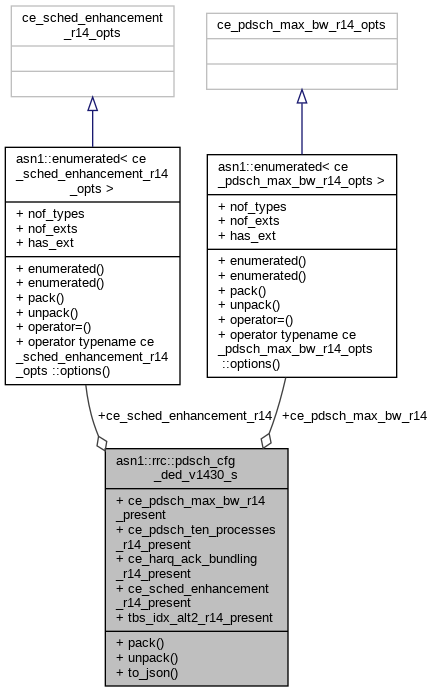 ce_sched_enhancement
_r14_opts
ce_pdsch_max_bw_r14_opts
asn1::enumerated< ce
_sched_enhancement_r14
_opts >
+ nof_types
+ nof_exts
+ has_ext
+ enumerated()
+ enumerated()
+ pack()
+ unpack()
+ operator=()
+ operator typename ce
_sched_enhancement_r14
_opts ::options()
asn1::enumerated< ce
_pdsch_max_bw_r14_opts >
+ nof_types
+ nof_exts
+ has_ext
+ enumerated()
+ enumerated()
+ pack()
+ unpack()
+ operator=()
+ operator typename ce
_pdsch_max_bw_r14_opts
::options()
+ce_sched_enhancement_r14
+ce_pdsch_max_bw_r14
asn1::rrc::pdsch_cfg
_ded_v1430_s
+ ce_pdsch_max_bw_r14
_present
+ ce_pdsch_ten_processes
_r14_present
+ ce_harq_ack_bundling
_r14_present
+ ce_sched_enhancement
_r14_present
+ tbs_idx_alt2_r14_present
+ pack()
+ unpack()
+ to_json()